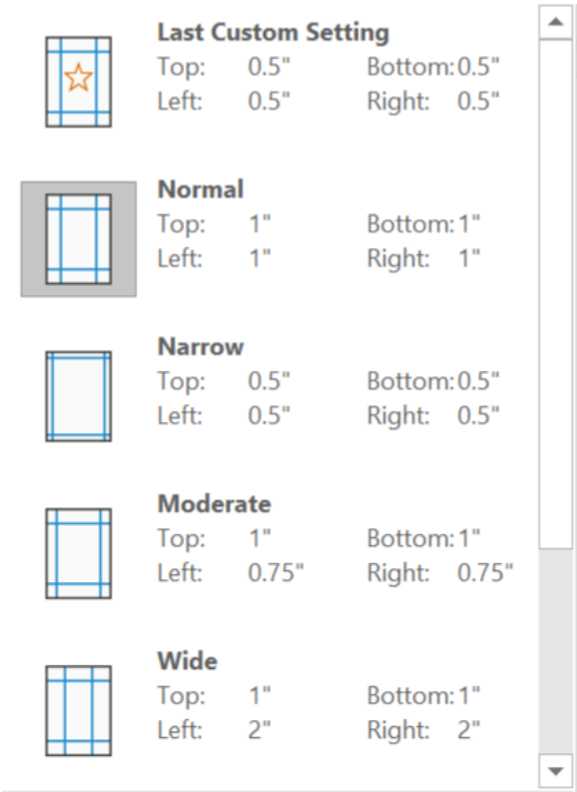 Last Custom Setting
Top: 0.5" Bottom: 0.5"
Left: 0.5" Right: 0.5"
Normal
Top: 1" Bottom: 1"
Left: 1" Right: 1"
Narrow
Top: 0.5" Bottom: 0.5"
Left: 0.5" Right: 0.5"
Moderate
Top: 1" Bottom: 1"
Left: 0.75" Right: 0.75"
Wide
Top: 1" Bottom: 1"
Left: 2" Right: 2"